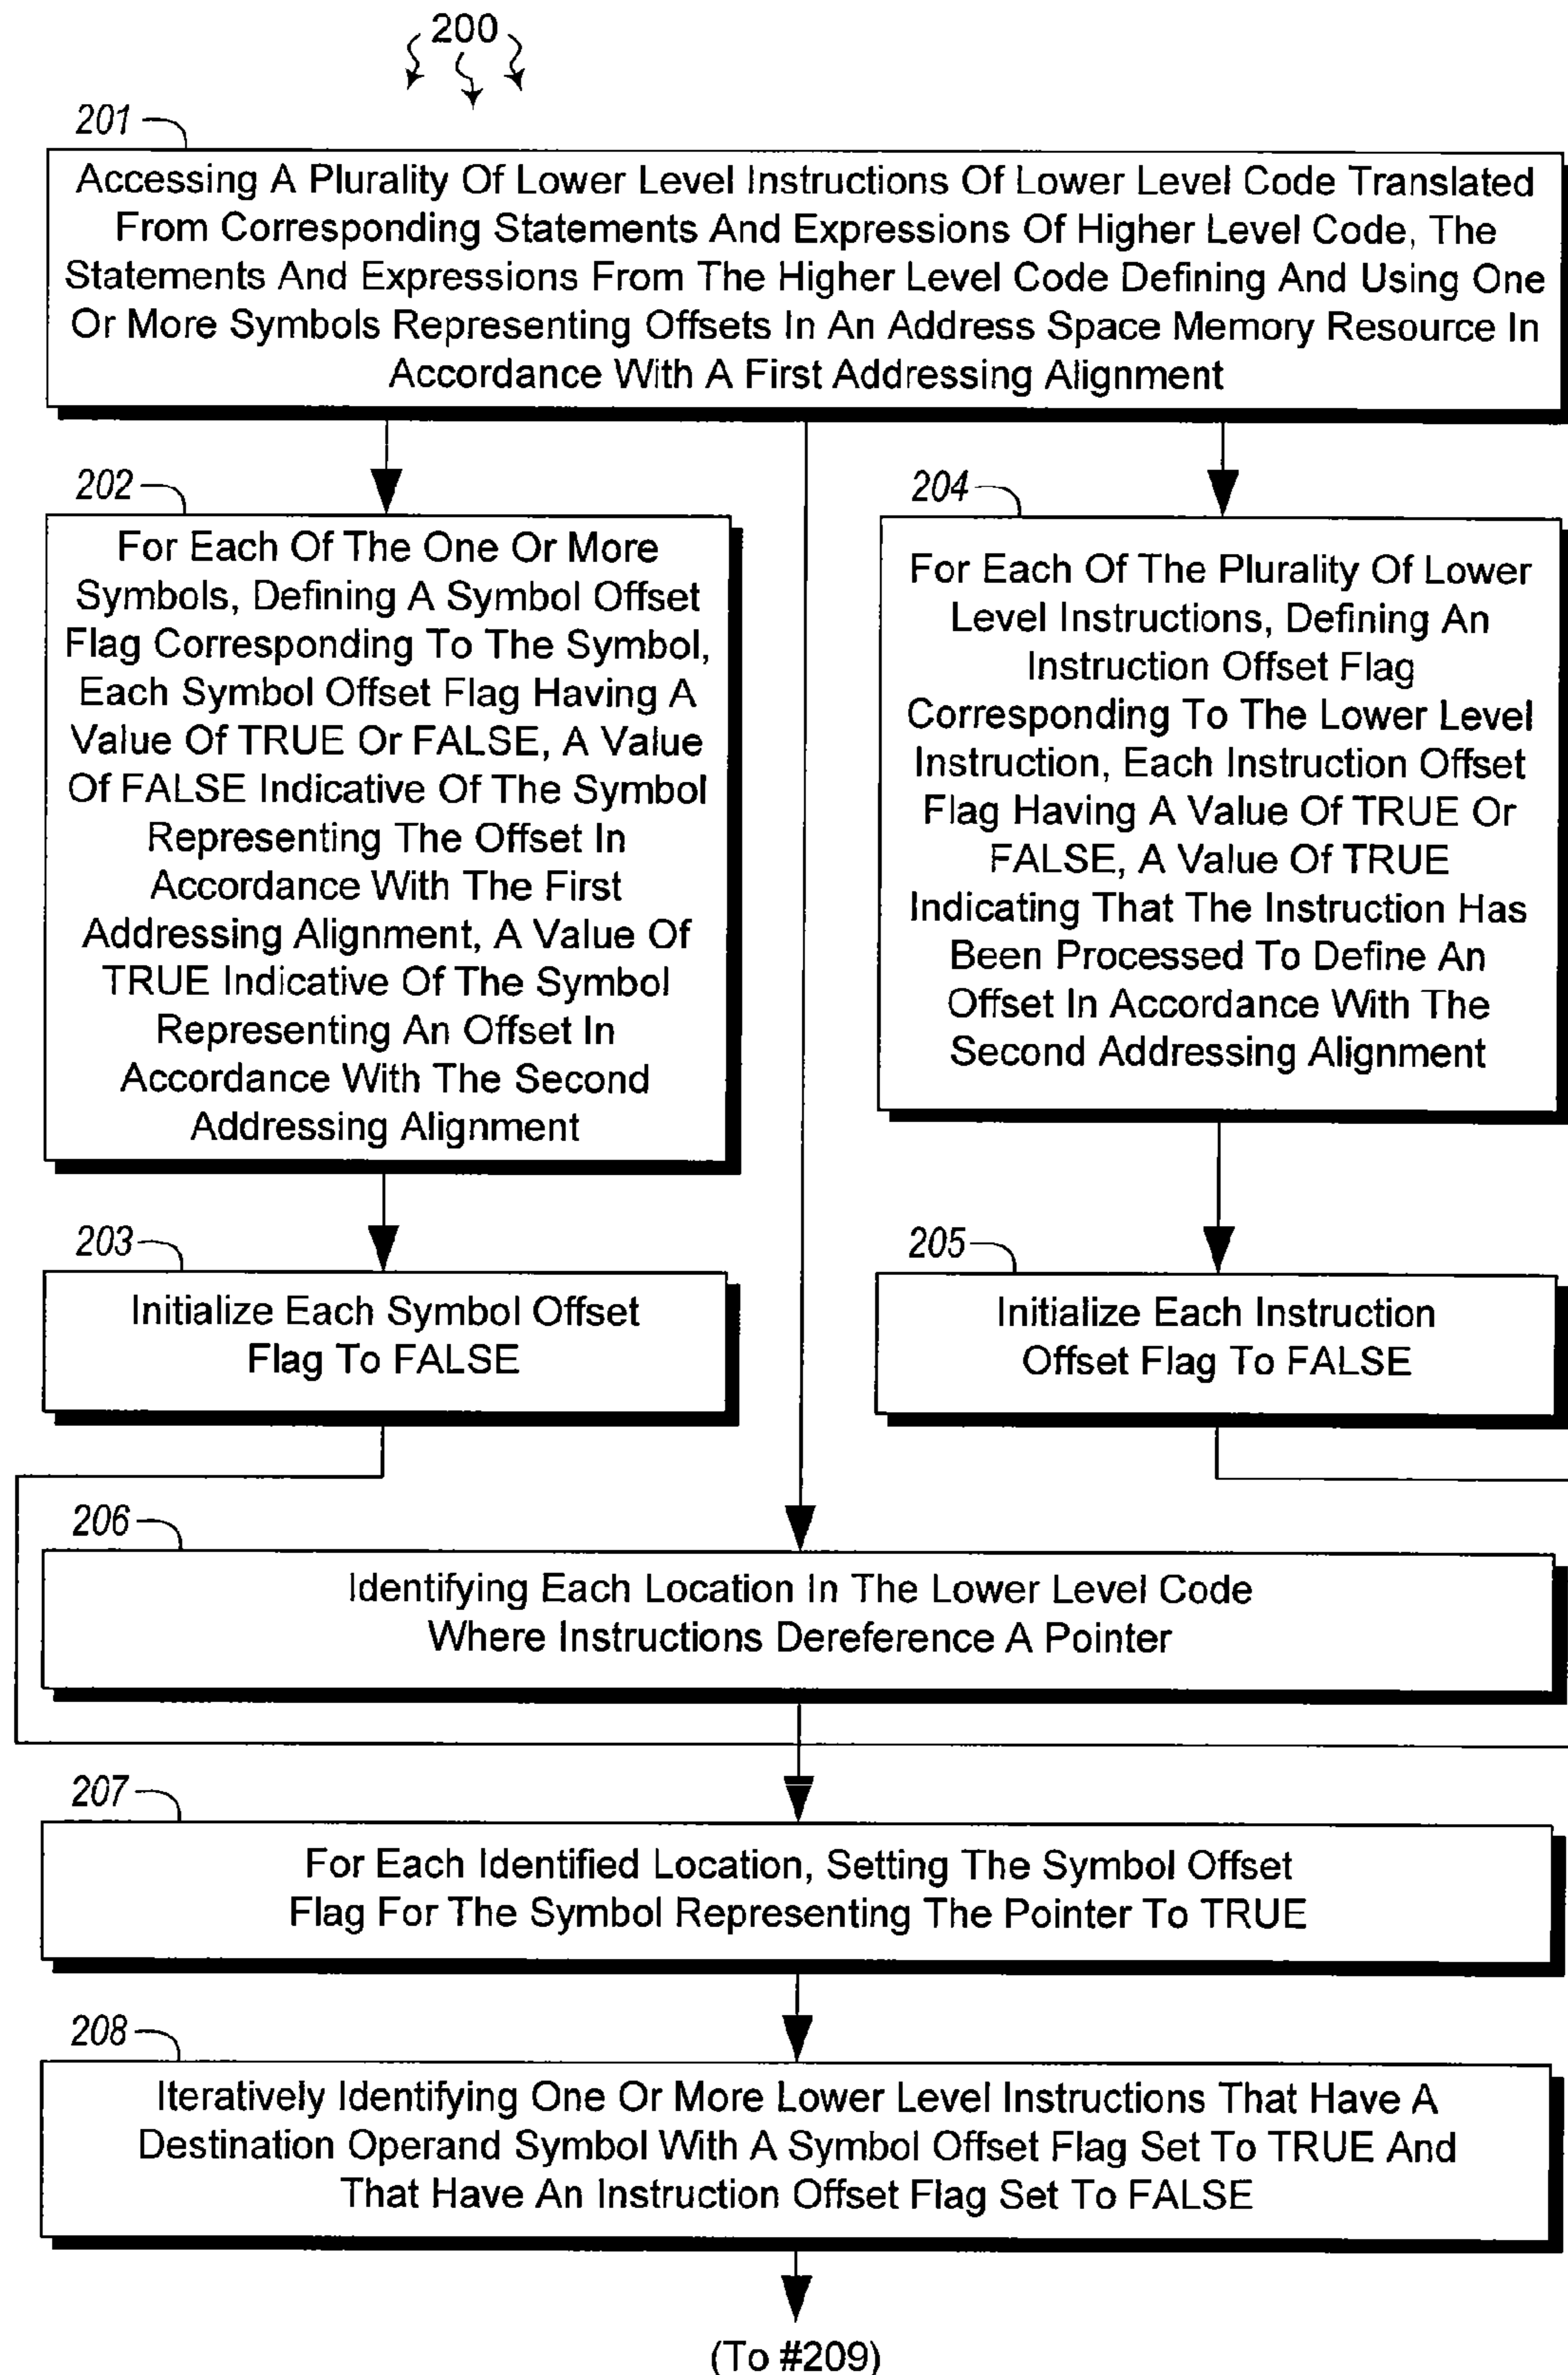 200
201
Accessing A Plurality Of Lower Level Instructions Of Lower Level Code Translated
From Corresponding Statements And Expressions Of Higher Level Code, The
Statements And Expressions From The Higher Level Code Defining And Using One
Or More Symbols Representing Offsets In An Address Space Memory Resource In
Accordance With A First Addressing Alignment
202
For Each Of The One Or More
Symbols, Defining A Symbol Offset
Flag Corresponding To The Symbol,
Each Symbol Offset Flag Having A
Value Of TRUE Or FALSE, A Value
Of FALSE Indicative Of The Symbol
Representing The Offset In
Accordance With The First
Addressing Alignment, A Value Of
TRUE Indicative Of The Symbol
Representing An Offset In
Accordance With The Second
Addressing Alignment
204
For Each Of The Plurality Of Lower
Level Instructions, Defining An
Instruction Offset Flag
Corresponding To The Lower Level
Instruction, Each Instruction Offset
Flag Having A Value Of TRUE Or
FALSE, A Value Of TRUE
Indicating That The Instruction Has
Been Processed To Define An
Offset In Accordance With The
Second Addressing Alignment
203
Initialize Each Symbol Offset
Flag To FALSE
205
Initialize Each Instruction
Offset Flag To FALSE
206
Identifying Each Location In The Lower Level Code
Where Instructions Dereference A Pointer
207
For Each Identified Location, Setting The Symbol Offset
Flag For The Symbol Representing The Pointer To TRUE
208
Iteratively Identifying One Or More Lower Level Instructions That Have A
Destination Operand Symbol With A Symbol Offset Flag Set To TRUE And
That Have An Instruction Offset Flag Set To FALSE
(To #209)